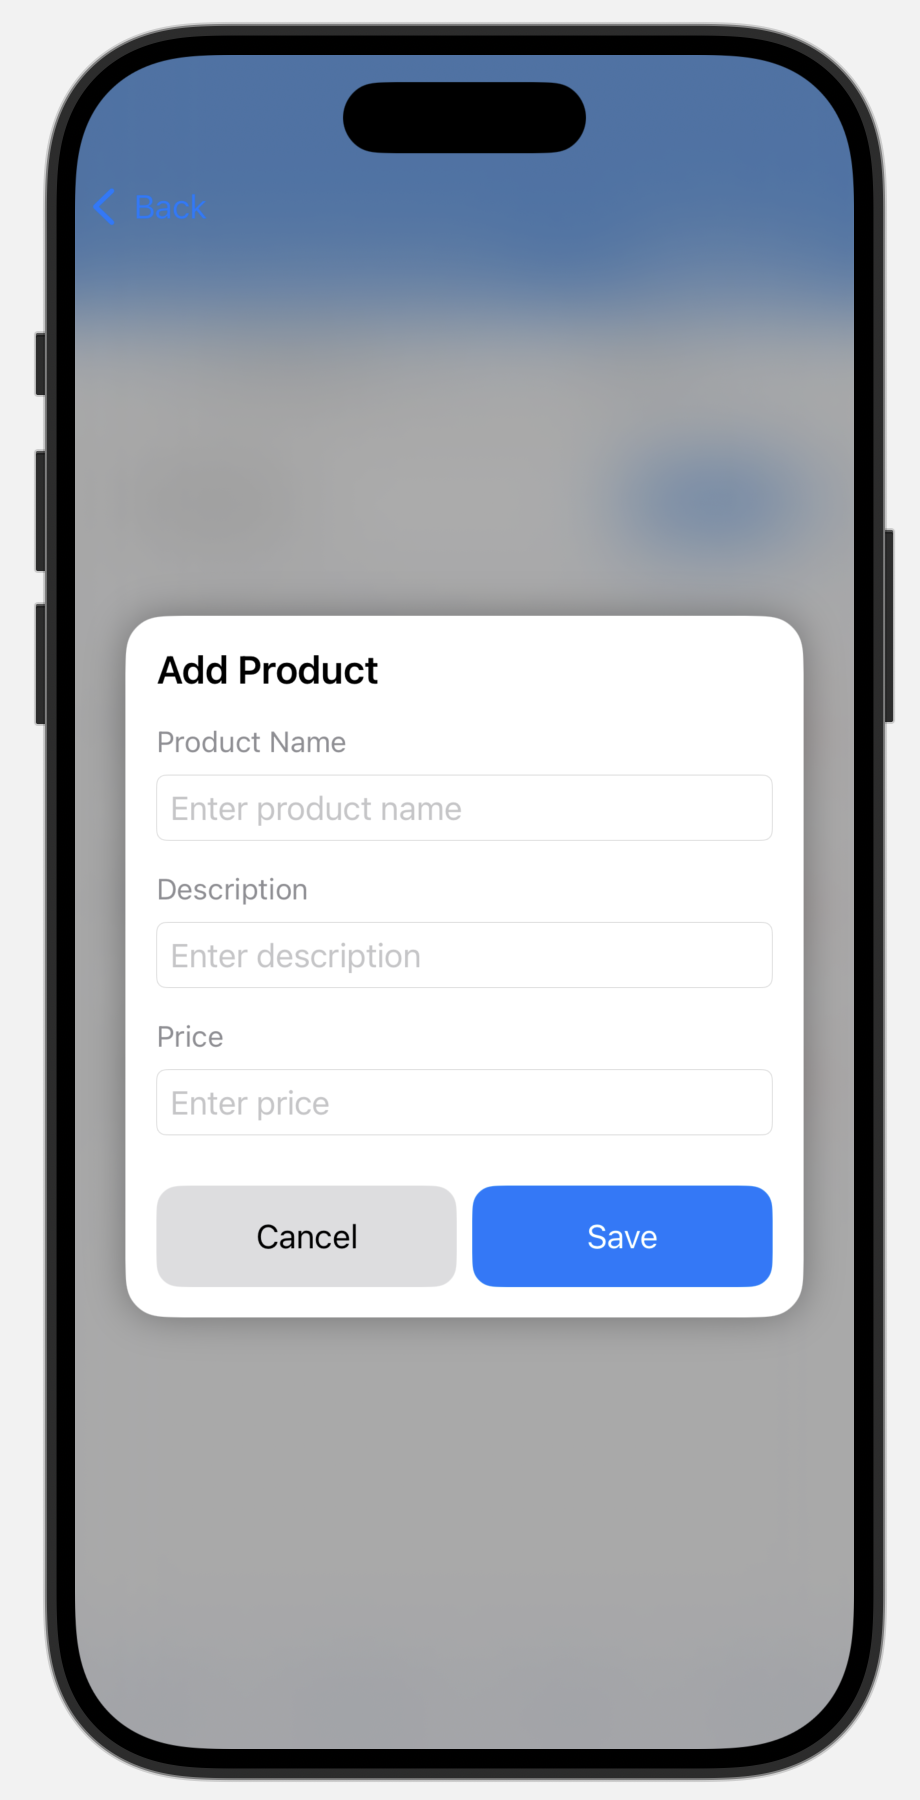 Back
Add Product
Product Name
Enter product name
Description
Enter description
Price
Enter price
Cancel
Save